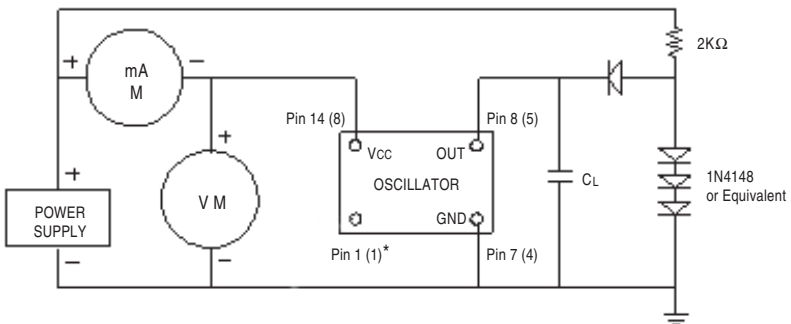 2KΩ
+
mA
M
−
Pin 14 (8)
Pin 8 (5)
+
VCC
OUT
OSCILLATOR
CL
1N4148
or Equivalent
+
V M
POWER
SUPPLY
GND
−
−
Pin 1 (1)*
Pin 7 (4)